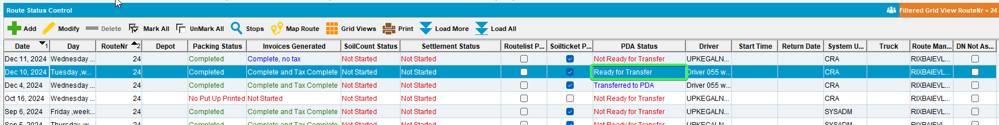 Route Status Control Filtered Grid View RouteNr = 24
Add Modify Delete Mark All UnMark All Stops Map Route Grid Views Print Load More Load All
Date 1 Day RouteNr 2 Depot Packing Status Invoices Generated SoilCount Status Settlement Status Routelist P... Soilticket P... PDA Status Driver Start Time Return Date System U... Truck Route Man... DN Not As...
Dec 11, 2024 Wednesday ... 24 Completed Complete, no tax Not Started Not Started Not Ready for Transfer UPKEGALN... CRA RIXBAIEVL...
Dec 10, 2024 Tuesday ,w... 24 Completed Complete and Tax Complete Not Started Not Started Ready for Transfer Driver 055 w... CRA RIXBAIEVL...
Dec 4, 2024 Wednesday ... 24 Completed Complete and Tax Complete Not Started Not Started Transferred to PDA Driver 055 w... CRA RIXBAIEVL...
Oct 16, 2024 Wednesday ... 24 No Put Up Printed Not Started Not Started Not Started Not Ready for Transfer UPKEGALN... CRA RIXBAIEVL...
Sep 6, 2024 Friday ,week... 24 Completed Complete and Tax Complete Not Started Not Started Not Ready for Transfer UPKEGALN... SYSADM RIXBAIEVL...
Sep 5, 2024 Thursday ,w... 24 Completed Complete and Tax Complete Not Started Not Started Not Ready for Transfer UPKEGALN... SYSADM RIXBAIEVL...